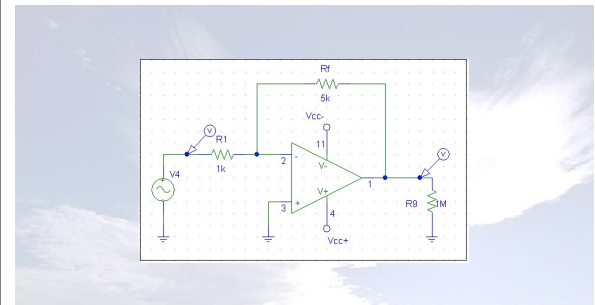 Rf
5k
Vcc-
V
R1
11
V
2
-
V-
V4
1k
1
V+
R9
1M
3
+
4
Vcc+